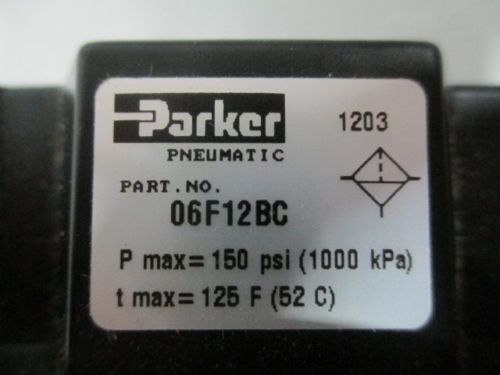 Parker 1203
PNEUMATIC
PART.NO.
06F12BC
P max= 150 psi (1000 kPa)
t max= 125 F (52 C)